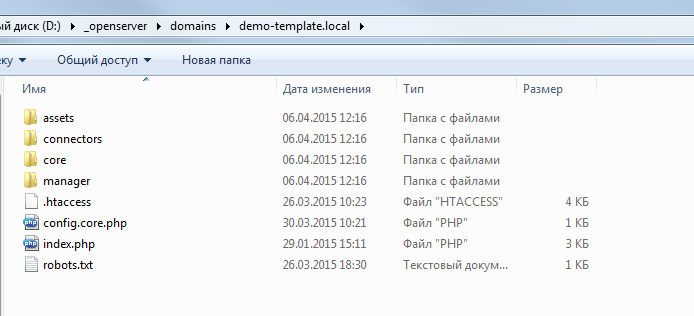 ый диск (D:) ▸ _openserver ▸ domains ▸ demo-template.local ▸
ку ▾ Общий доступ ▾ Новая папка
Имя Дата изменения Тип Размер
assets 06.04.2015 12:16 Папка с файлами
connectors 06.04.2015 12:16 Папка с файлами
core 06.04.2015 12:16 Папка с файлами
manager 06.04.2015 12:16 Папка с файлами
.htaccess 26.03.2015 10:23 Файл "HTACCESS" 4 КБ
config.core.php 30.03.2015 10:21 Файл "PHP" 1 КБ
index.php 29.01.2015 15:11 Файл "PHP" 3 КБ
robots.txt 26.03.2015 18:30 Текстовый докум... 1 КБ